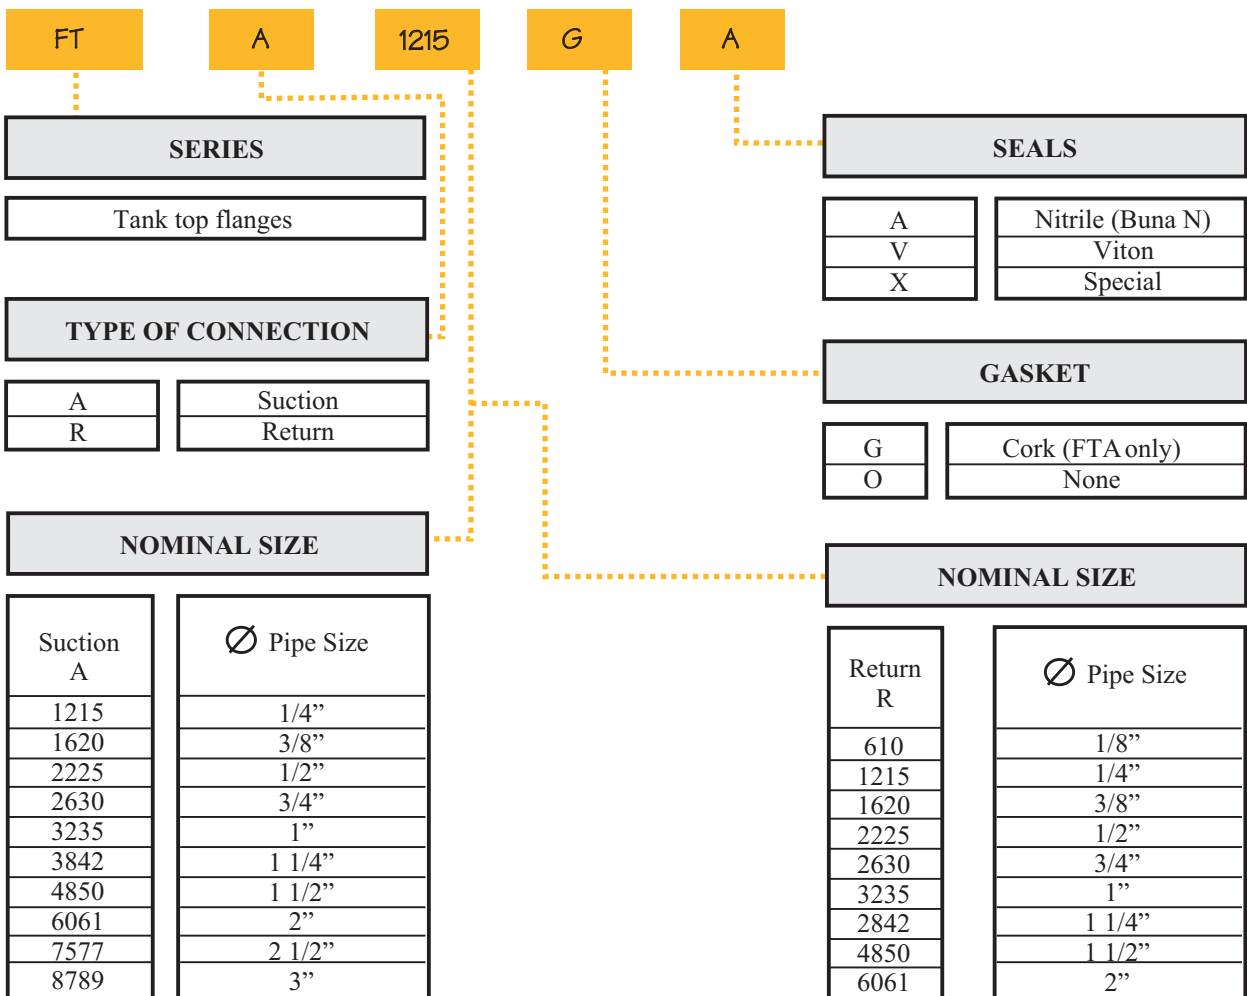 FT A 1215 G A
SERIES
Tank top flanges
TYPE OF CONNECTION
A Suction
R Return
NOMINAL SIZE
Suction
A
Ø Pipe Size
1215 1/4”
1620 3/8”
2225 1/2”
2630 3/4”
3235 1”
3842 1 1/4”
4850 1 1/2”
6061 2”
7577 2 1/2”
8789 3”
SEALS
A Nitrile (Buna N)
V Viton
X Special
GASKET
G Cork (FTA only)
O None
NOMINAL SIZE
Return
R
Ø Pipe Size
610 1/8”
1215 1/4”
1620 3/8”
2225 1/2”
2630 3/4”
3235 1”
2842 1 1/4”
4850 1 1/2”
6061 2”